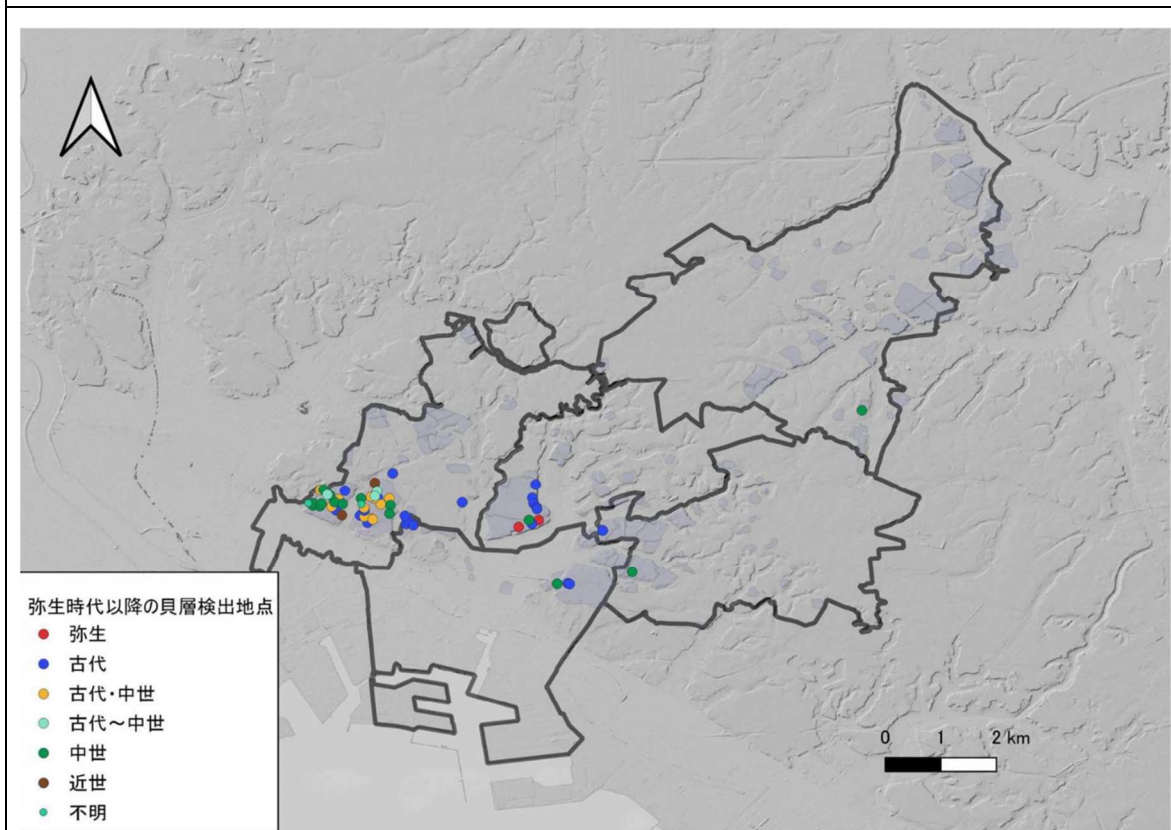 弥生時代以降の貝層検出地点
弥生
古代
古代・中世
古代～中世
中世
近世
不明
0 1 2 km